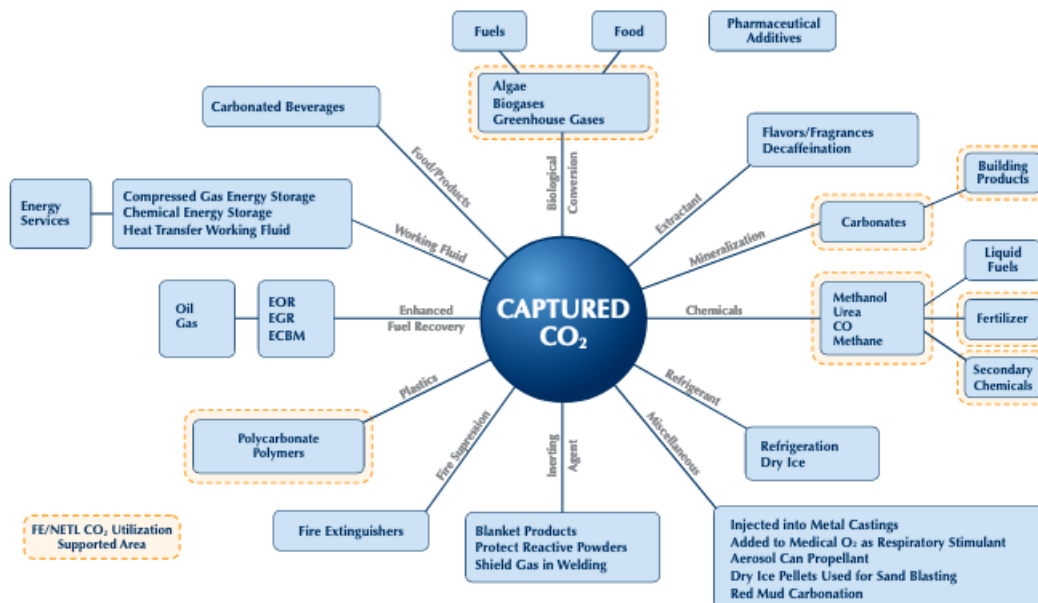 Fuels
Food
Pharmaceutical
Additives
Algae
Biogases
Greenhouse Gases
Carbonated Beverages
Flavors/Fragrances
Decaffeination
Building
Products
Energy
Services
Compressed Gas Energy Storage
Chemical Energy Storage
Heat Transfer Working Fluid
Carbonates
Food/Products
Biological
Conversion
Extractant
Working Fluid
Mineralization
Liquid
Fuels
Oil
Gas
EOR
EGR
ECBM
Enhanced
Fuel Recovery
CAPTURED
CO₂
Chemicals
Methanol
Urea
CO
Methane
Fertilizer
Secondary
Chemicals
Plastics
Fire Supression
Inerting
Agent
Refrigerant
Miscellaneous
Polycarbonate
Polymers
Refrigeration
Dry Ice
FE/NETL CO₂ Utilization
Supported Area
Fire Extinguishers
Blanket Products
Protect Reactive Powders
Shield Gas in Welding
Injected into Metal Castings
Added to Medical O₂ as Respiratory Stimulant
Aerosol Can Propellant
Dry Ice Pellets Used for Sand Blasting
Red Mud Carbonation